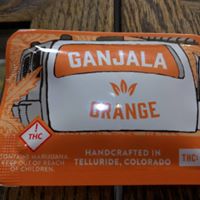 GANJALA
ORANGE
!
THC
HANDCRAFTED IN
TELLURIDE, COLORADO
CONTAINS MARIJUANA.
KEEP OUT OF REACH
OF CHILDREN.
THC